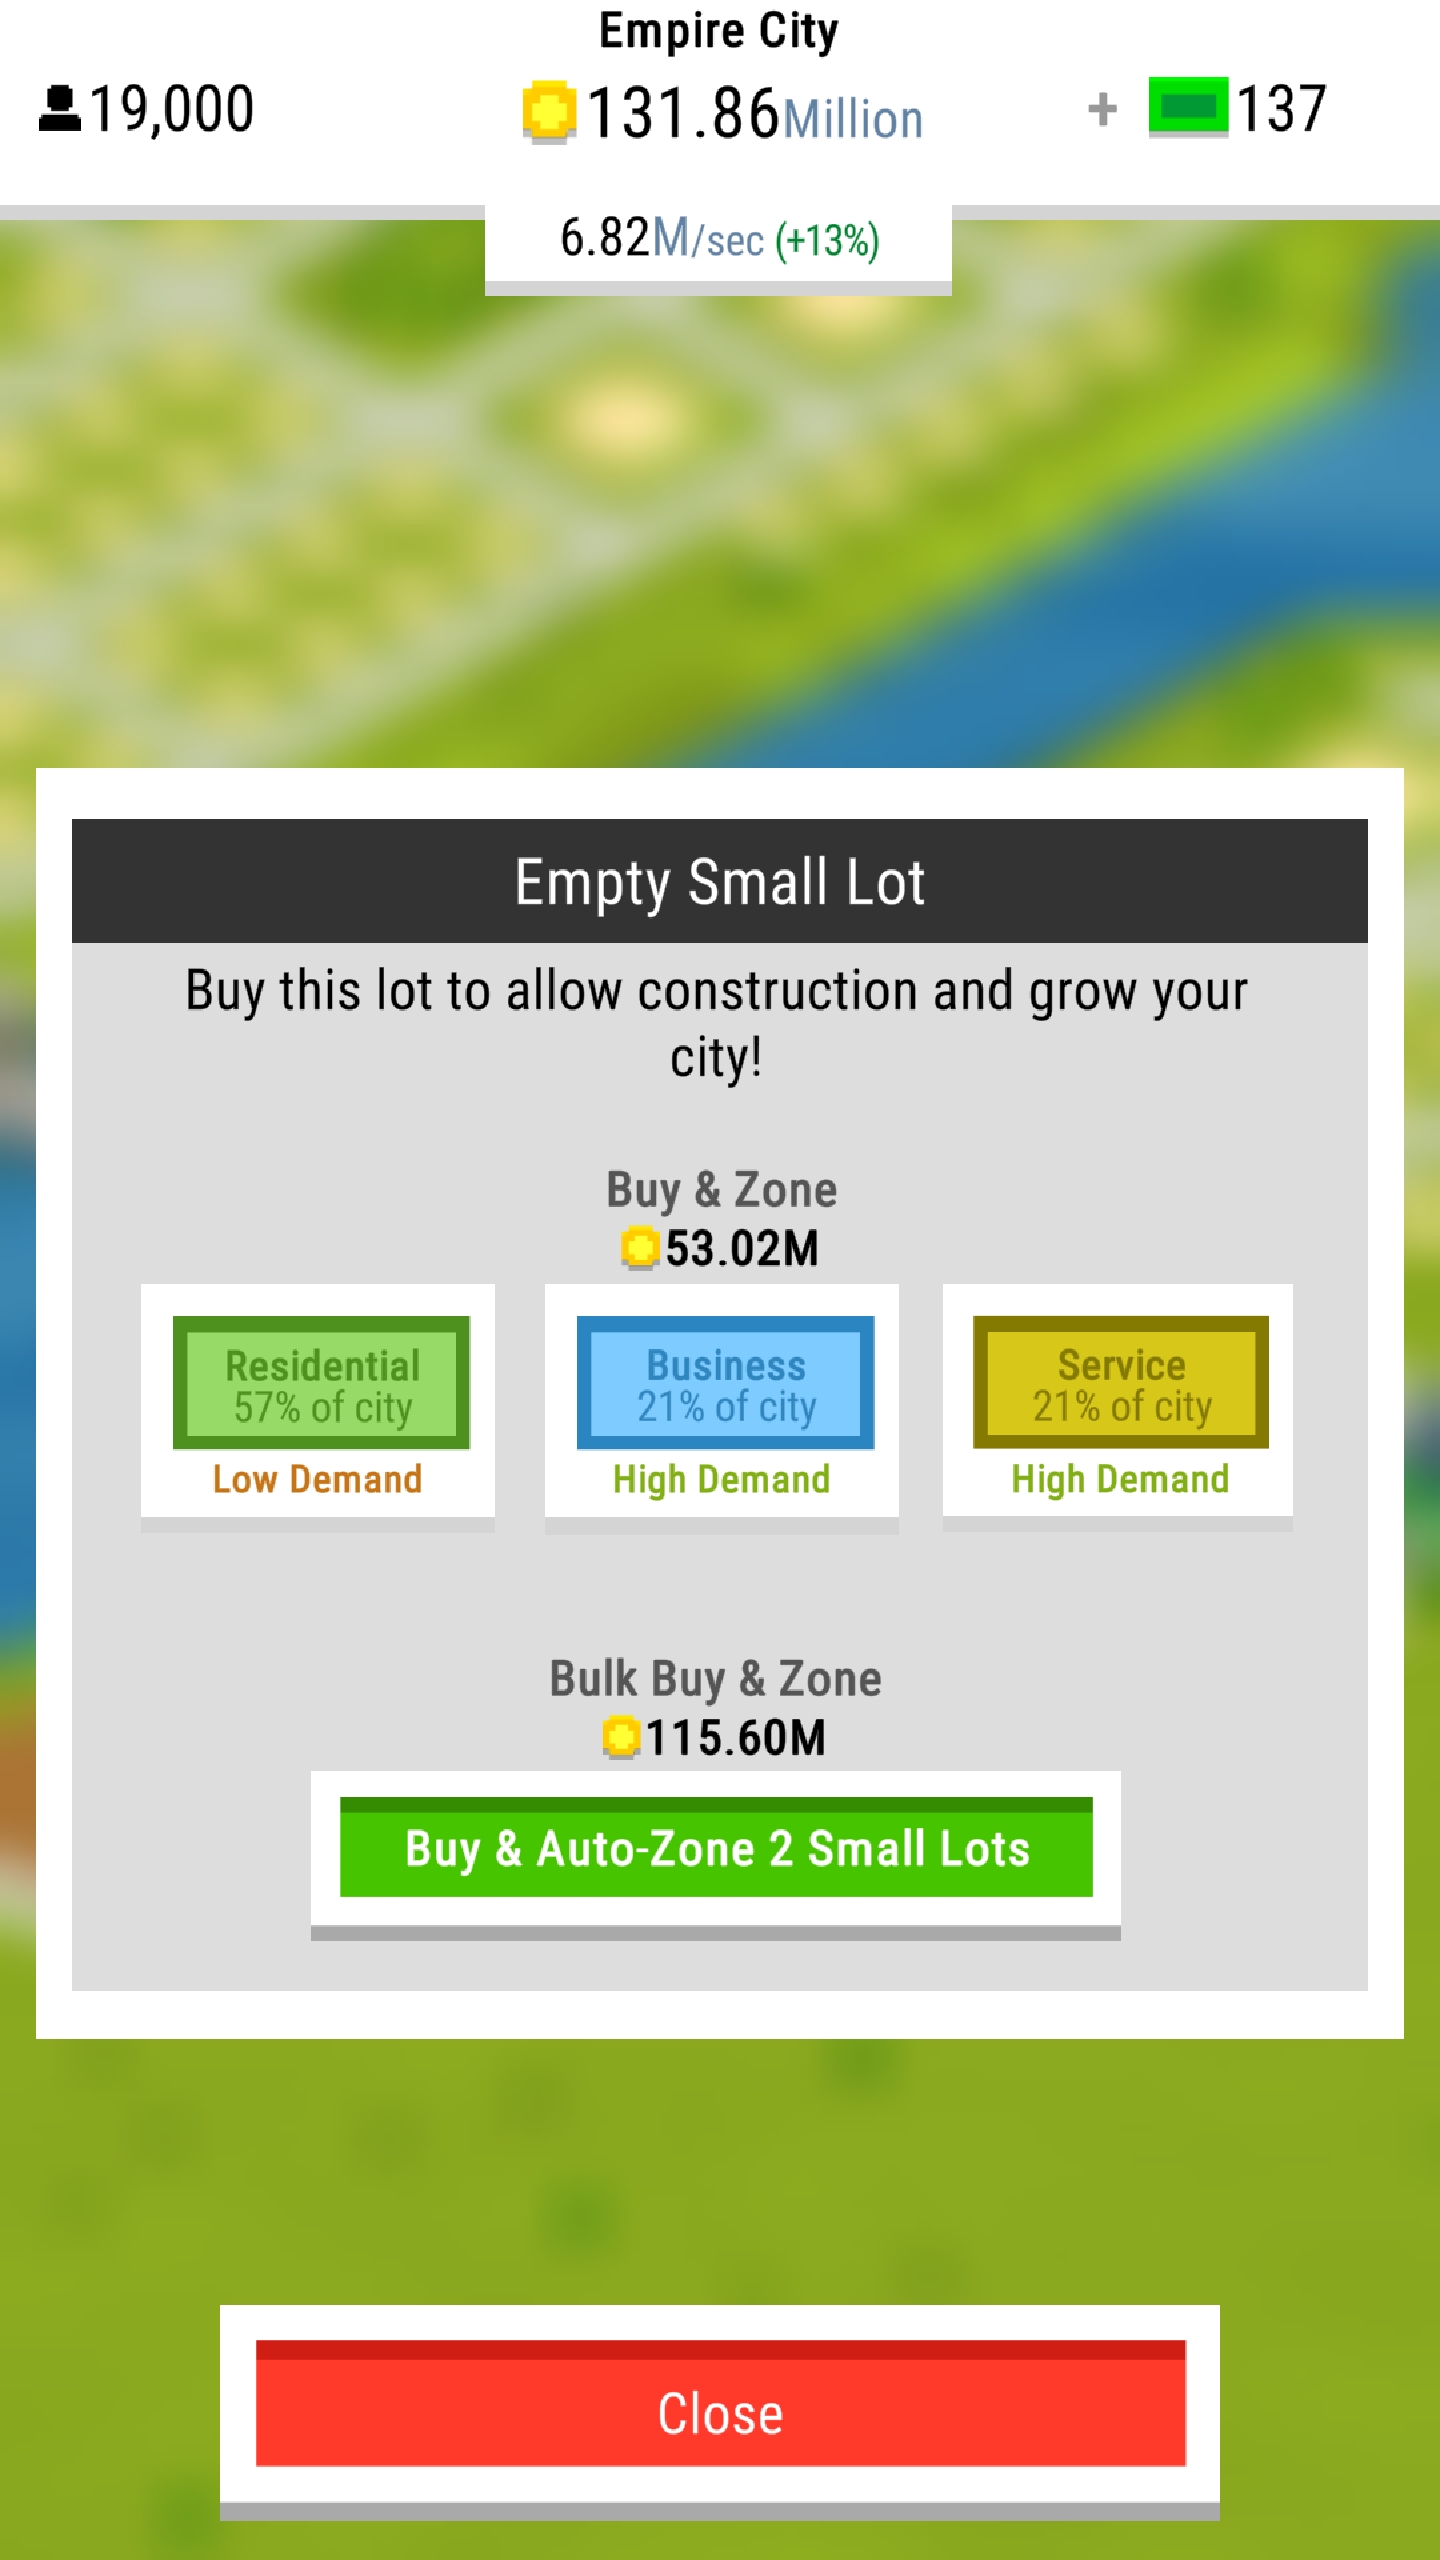 Empire City
19,000
131.86Million
+ 137
6.82M/sec (+13%)
Empty Small Lot
Buy this lot to allow construction and grow your
city!
Buy & Zone
53.02M
Residential
57% of city
Low Demand
Business
21% of city
High Demand
Service
21% of city
High Demand
Bulk Buy & Zone
115.60M
Buy & Auto-Zone 2 Small Lots
Close